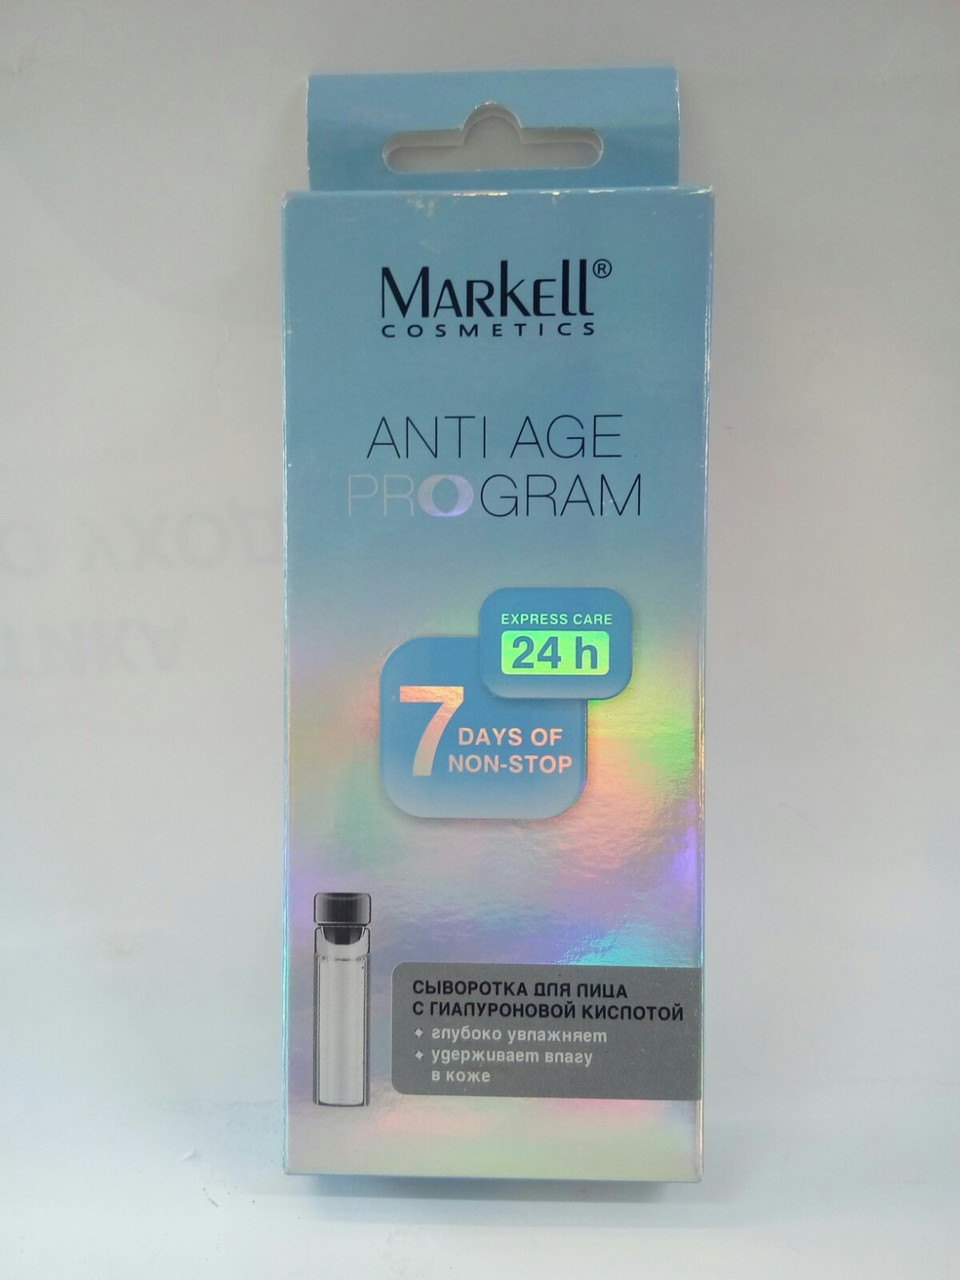 MARKELL®
COSMETICS
ANTI AGE
PROGRAM
EXPRESS CARE
24 h
7 DAYS OF
NON-STOP
СЫВОРОТКА ДЛЯ ЛИЦА
С ГИАЛУРОНОВОЙ КИСЛОТОЙ
глубоко увлажняет
удерживает влагу
в коже